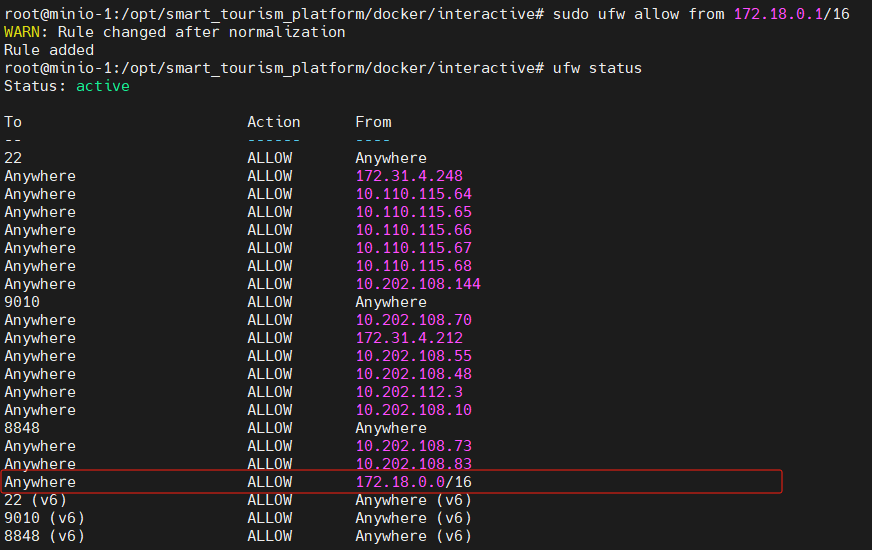 root@minio-1:/opt/smart_tourism_platform/docker/interactive# sudo ufw allow from 172.18.0.1/16
WARN: Rule changed after normalization
Rule added
root@minio-1:/opt/smart_tourism_platform/docker/interactive# ufw status
Status: active
To Action From
-- ------ ----
22 ALLOW Anywhere
Anywhere ALLOW 172.31.4.248
Anywhere ALLOW 10.110.115.64
Anywhere ALLOW 10.110.115.65
Anywhere ALLOW 10.110.115.66
Anywhere ALLOW 10.110.115.67
Anywhere ALLOW 10.110.115.68
Anywhere ALLOW 10.202.108.144
9010 ALLOW Anywhere
Anywhere ALLOW 10.202.108.70
Anywhere ALLOW 172.31.4.212
Anywhere ALLOW 10.202.108.55
Anywhere ALLOW 10.202.108.48
Anywhere ALLOW 10.202.112.3
Anywhere ALLOW 10.202.108.10
8848 ALLOW Anywhere
Anywhere ALLOW 10.202.108.73
Anywhere ALLOW 10.202.108.83
Anywhere ALLOW 172.18.0.0/16
22 (v6) ALLOW Anywhere (v6)
9010 (v6) ALLOW Anywhere (v6)
8848 (v6) ALLOW Anywhere (v6)